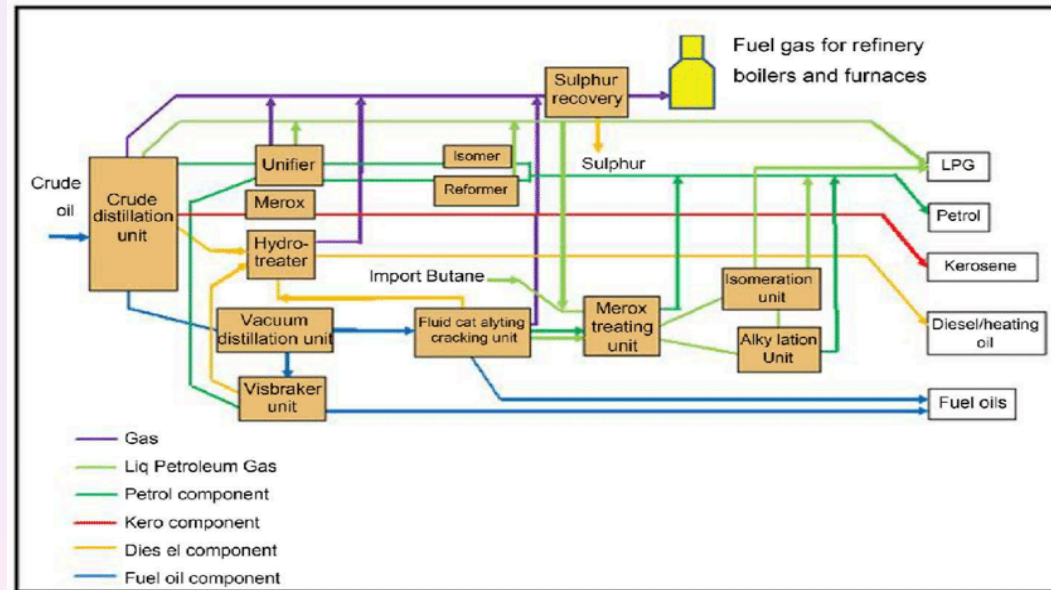 Fuel gas for refinery
boilers and furnaces
Sulphur
recovery
Sulphur
Crude
oil
Crude
distillation
unit
Unifier
Isomer
Reformer
Merox
Hydro-
treater
Import Butane
Vacuum
distillation unit
Fluid cat alyting
cracking unit
Merox
treating
unit
Isomeration
unit
Alky lation
Unit
Visbraker
unit
LPG
Petrol
Kerosene
Diesel/heating
oil
Fuel oils
Gas
Liq Petroleum Gas
Petrol component
Kero component
Dies el component
Fuel oil component